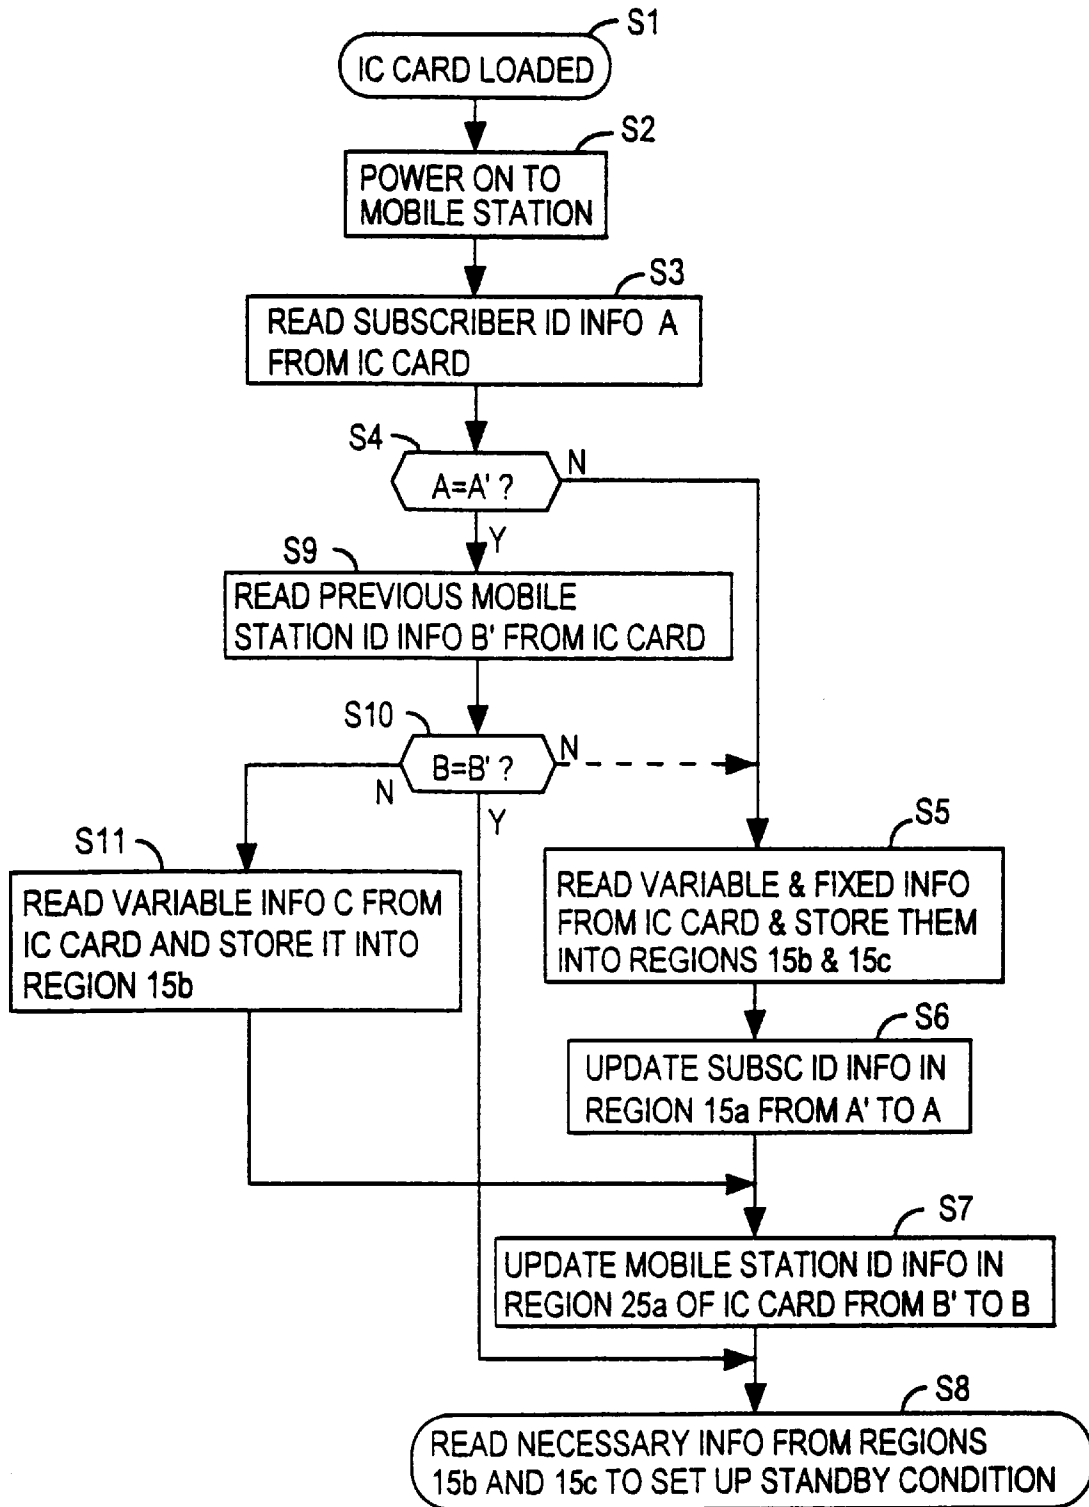 S1
IC CARD LOADED
S2
POWER ON TO
MOBILE STATION
S3
READ SUBSCRIBER ID INFO A
FROM IC CARD
S4
A=A' ?
N
Y
S9
READ PREVIOUS MOBILE
STATION ID INFO B' FROM IC CARD
S10
B=B' ?
N
N
Y
S11
READ VARIABLE INFO C FROM
IC CARD AND STORE IT INTO
REGION 15b
S5
READ VARIABLE & FIXED INFO
FROM IC CARD & STORE THEM
INTO REGIONS 15b & 15c
S6
UPDATE SUBSC ID INFO IN
REGION 15a FROM A' TO A
S7
UPDATE MOBILE STATION ID INFO IN
REGION 25a OF IC CARD FROM B' TO B
S8
READ NECESSARY INFO FROM REGIONS
15b AND 15c TO SET UP STANDBY CONDITION